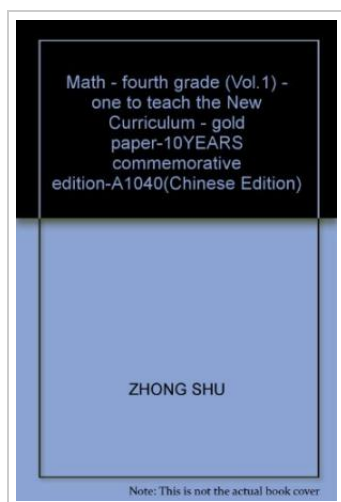 Math - fourth grade (Vol.1) -
one to teach the New
Curriculum - gold
paper-10YEARS
commemorative
edition-A1040(Chinese Edition)
ZHONG SHU
Note: This is not the actual book cover